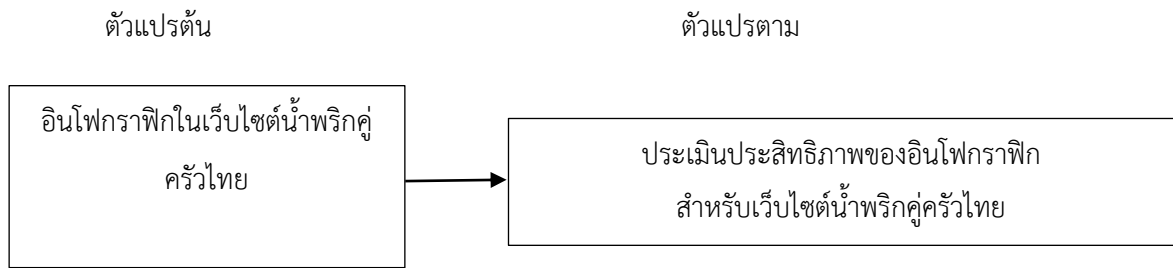 ตัวแปรต้น
ตัวแปรตาม
อินโฟกราฟิกในเว็บไซต์น้ำพริกคู่
ครัวไทย
ประเมินประสิทธิภาพของอินโฟกราฟิก
สำหรับเว็บไซต์น้ำพริกคู่ครัวไทย